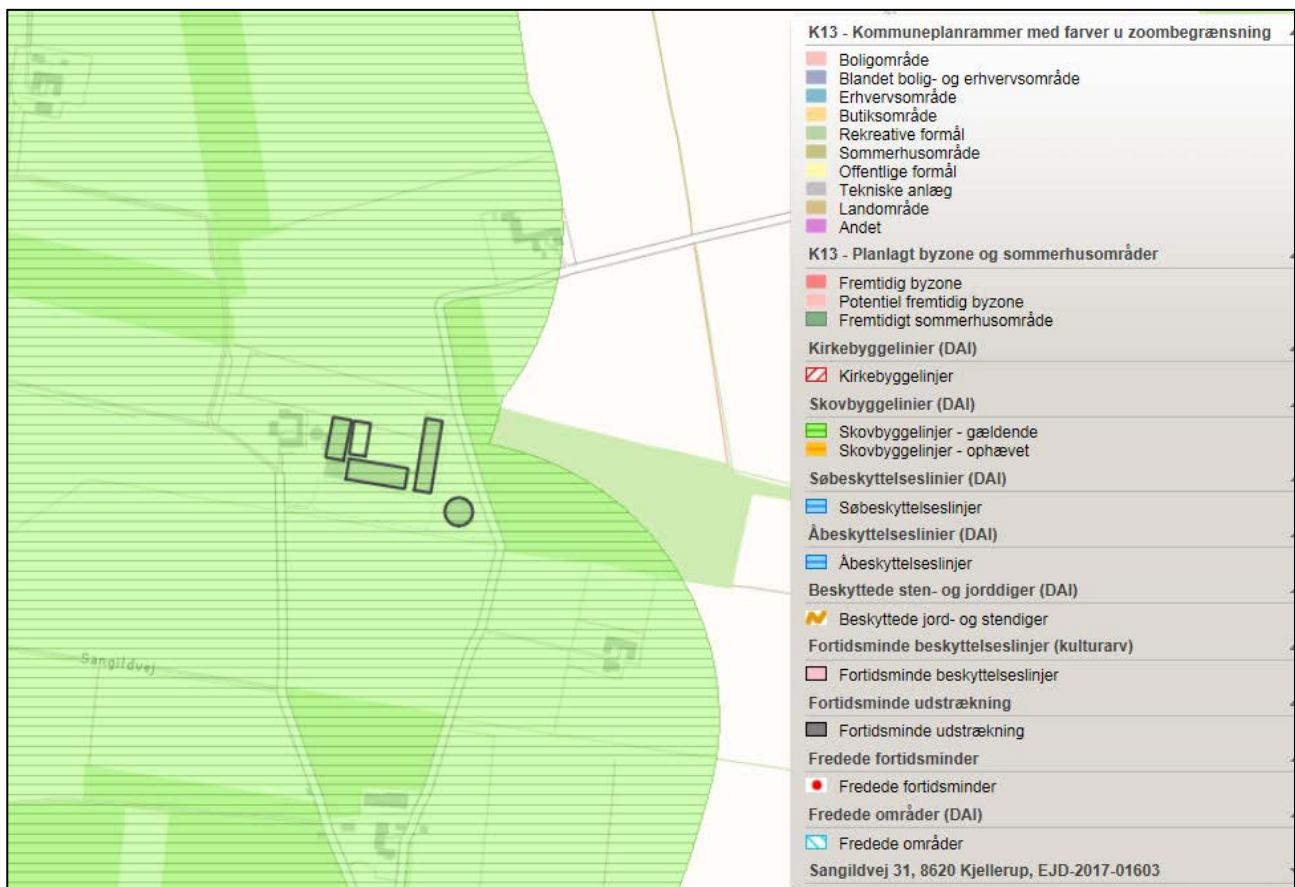 K13 - Kommuneplanrammer med farver u zoombegrænsning
Boligområde
Blandet bolig- og erhvervsområde
Erhvervsområde
Butiksområde
Rekreative formål
Sommerhusområde
Offentlige formål
Tekniske anlæg
Landområde
Andet
K13 - Planlagt byzone og sommerhusområder
Fremtidig byzone
Potentiel fremtidig byzone
Fremtidigt sommerhusområde
Kirkebyggelinier (DAI)
Kirkebyggelinjer
Skovbyggelinier (DAI)
Skovbyggelinjer - gældende
Skovbyggelinjer - ophævet
Søbeskyttelseslinier (DAI)
Søbeskyttelseslinjer
Åbeskyttelseslinier (DAI)
Åbeskyttelseslinjer
Beskyttede sten- og jorddiger (DAI)
Beskyttede jord- og stendiger
Fortidsminde beskyttelseslinjer (kulturarv)
Fortidsminde beskyttelseslinjer
Fortidsminde udstrækning
Fortidsminde udstrækning
Fredede fortidsminder
Fredede fortidsminder
Fredede områder (DAI)
Fredede områder
Sangildvej 31, 8620 Kjellerup, EJD-2017-01603
Sangildvej